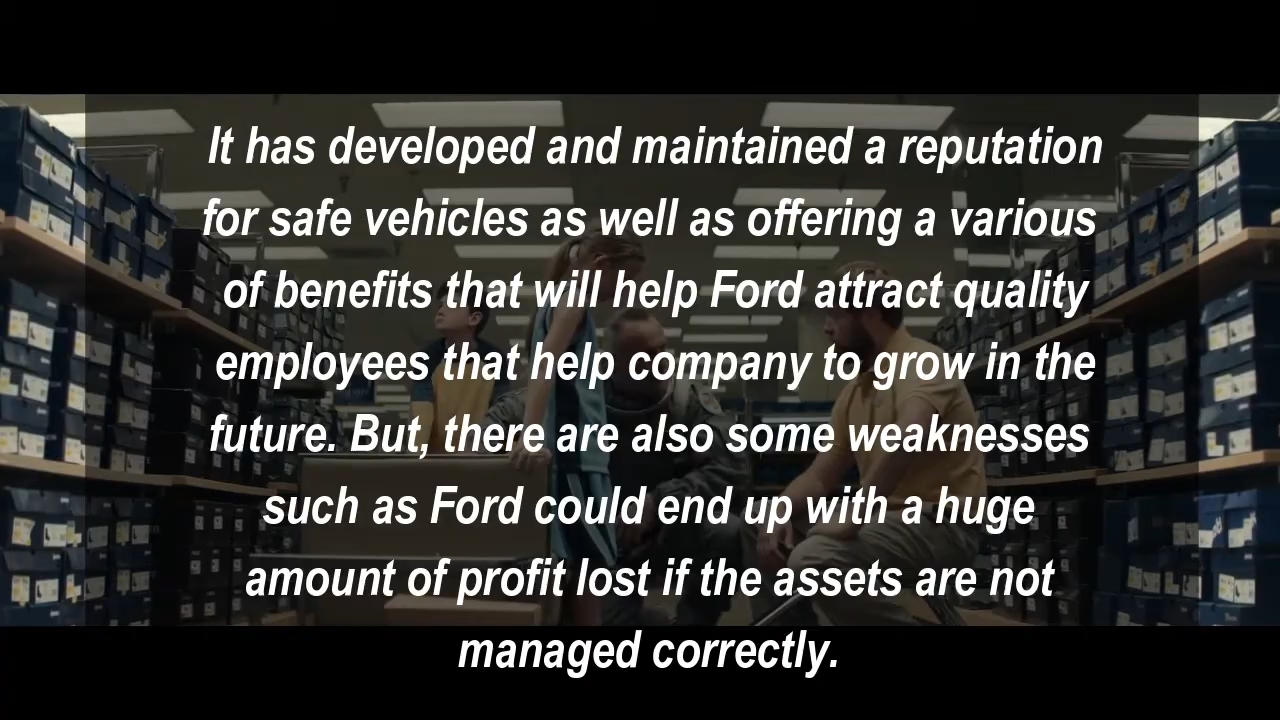 It has developed and maintained a reputation
for safe vehicles as well as offering a various
of benefits that will help Ford attract quality
employees that help company to grow in the
future. But, there are also some weaknesses
such as Ford could end up with a huge
amount of profit lost if the assets are not
managed correctly.